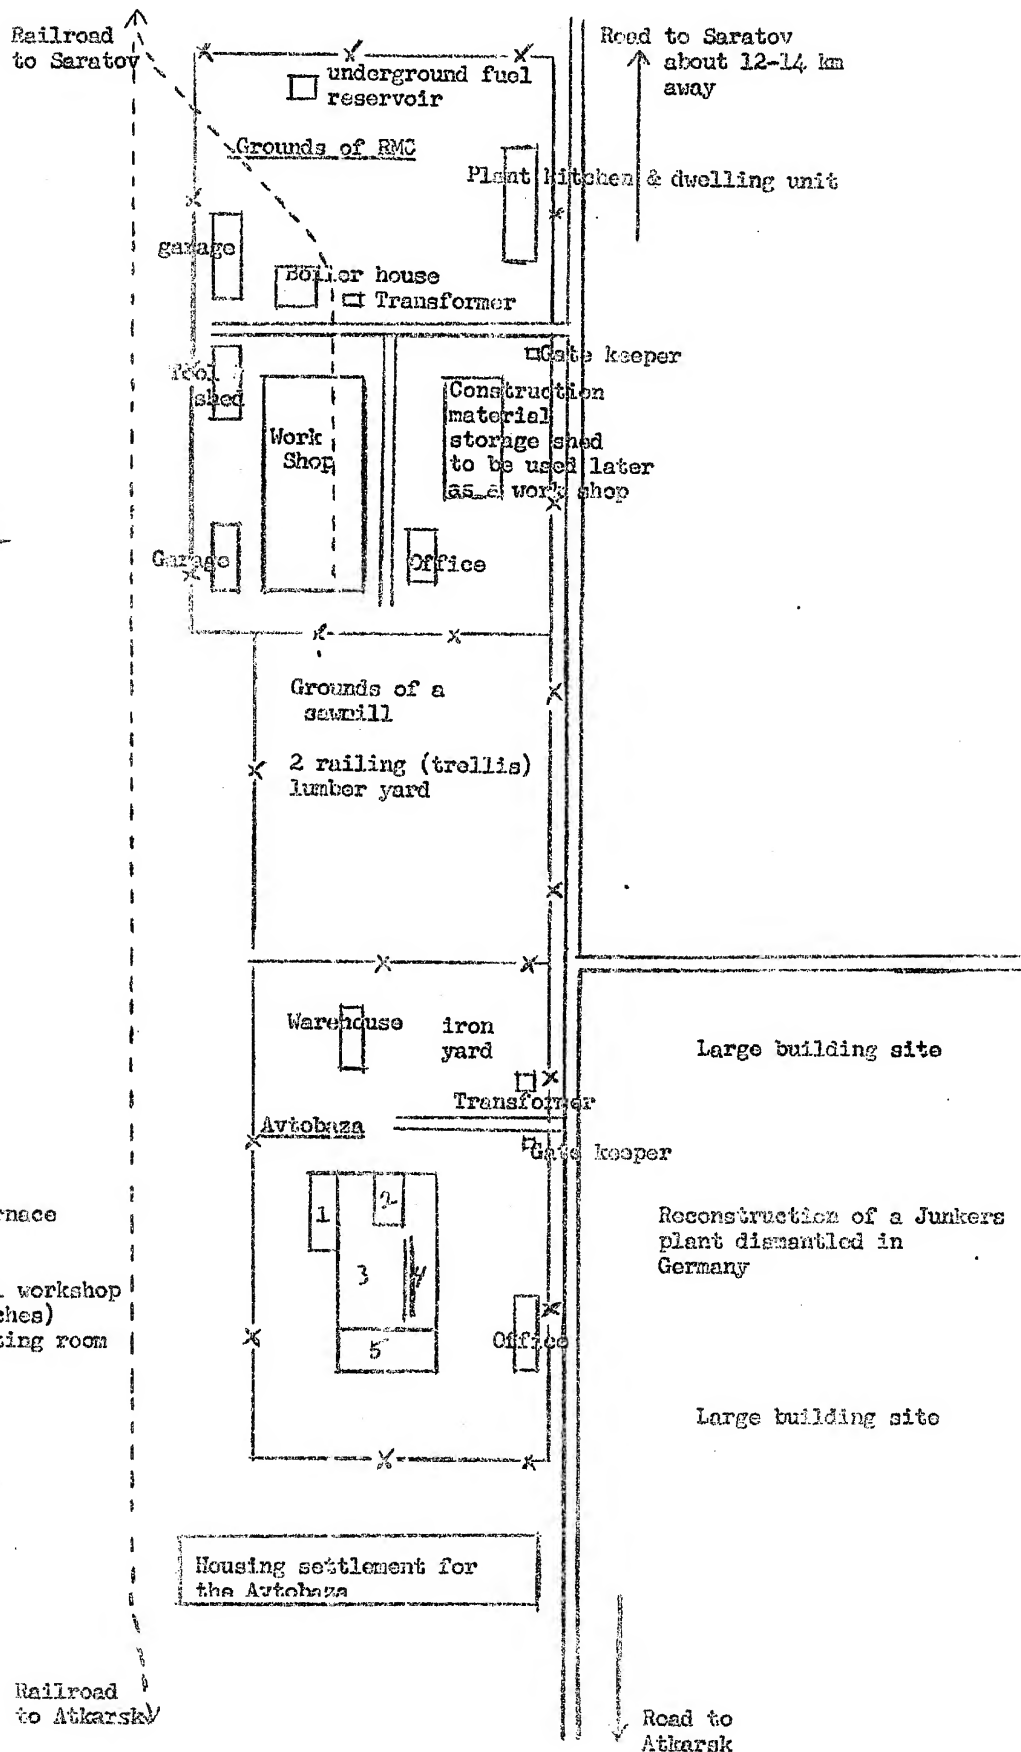 Railroad
to Saratov
Road to Saratov
about 12-14 km
away
underground fuel
reservoir
Grounds of RMC
Plant kitchen & dwelling unit
garage
Boiler house
Transformer
Gate keeper
Tool
shed
Construction
material
storage shed
to be used later
as a work shop
Work
Shop
Garage
Office
Grounds of a
sawmill
2 railing (trellis)
lumber yard
Warehouse
iron
yard
Large building site
Transformer
Avtobaza
Gate keeper
1
2
3
4
5
rnace
workshop
ches)
ting room
Reconstruction of a Junkers
plant dismantled in
Germany
Office
Large building site
Housing settlement for
the Avtobaza
Railroad
to Atkarsk
Road to
Atkarsk